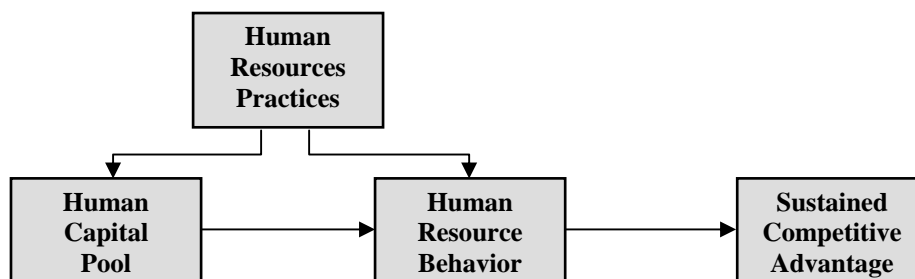 Human
Resources
Practices
Human
Capital
Pool
Human
Resource
Behavior
Sustained
Competitive
Advantage